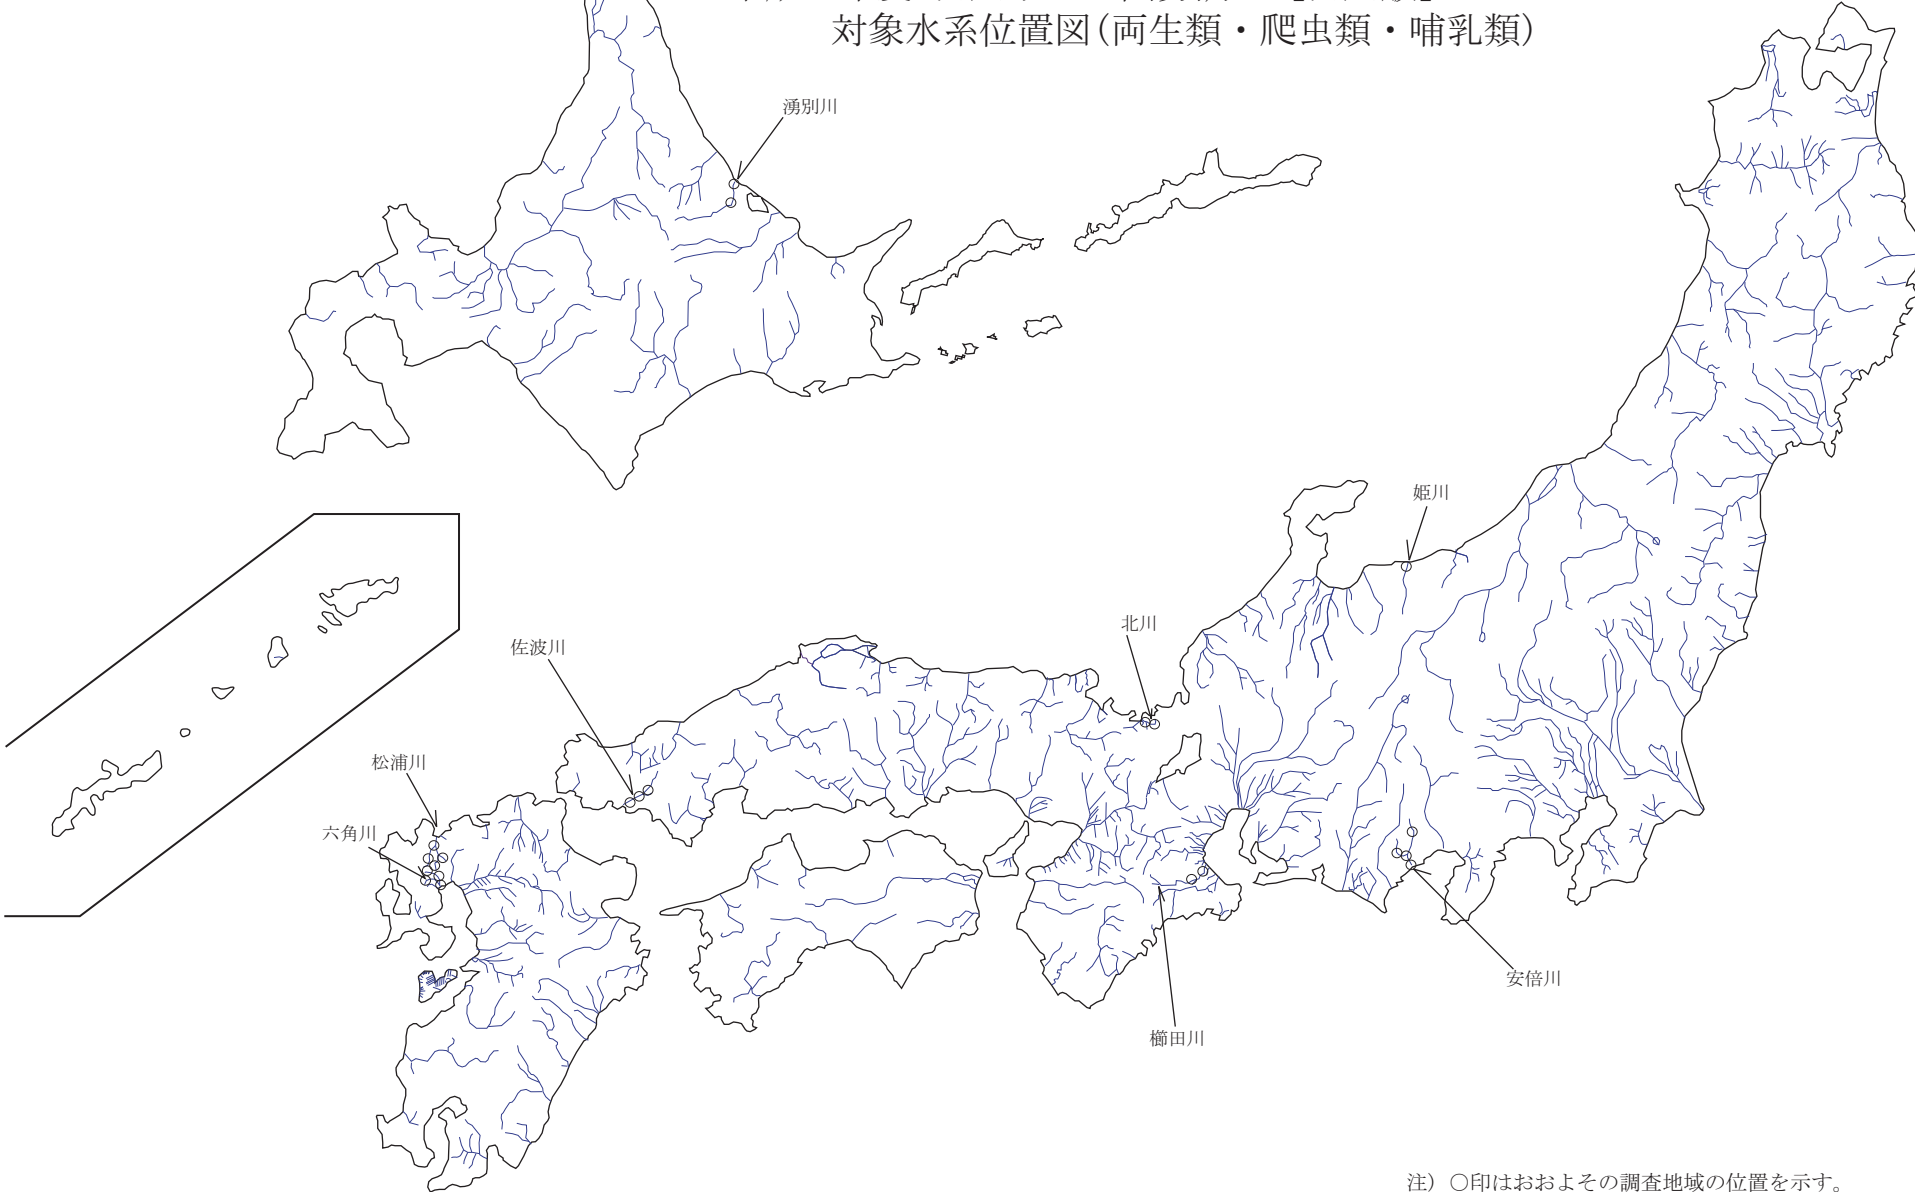 対象水系位置図(両生類・爬虫類・哺乳類)
湧別川
姫川
北川
佐波川
松浦川
六角川
安倍川
櫛田川
注）○印はおおよその調査地域の位置を示す。